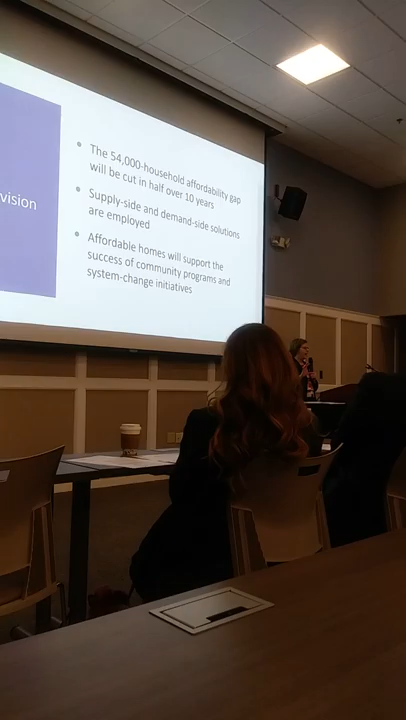 vision
The 54,000-household affordability gap
will be cut in half over 10 years
Supply-side and demand-side solutions
are employed
Affordable homes will support the
success of community programs and
system-change initiatives